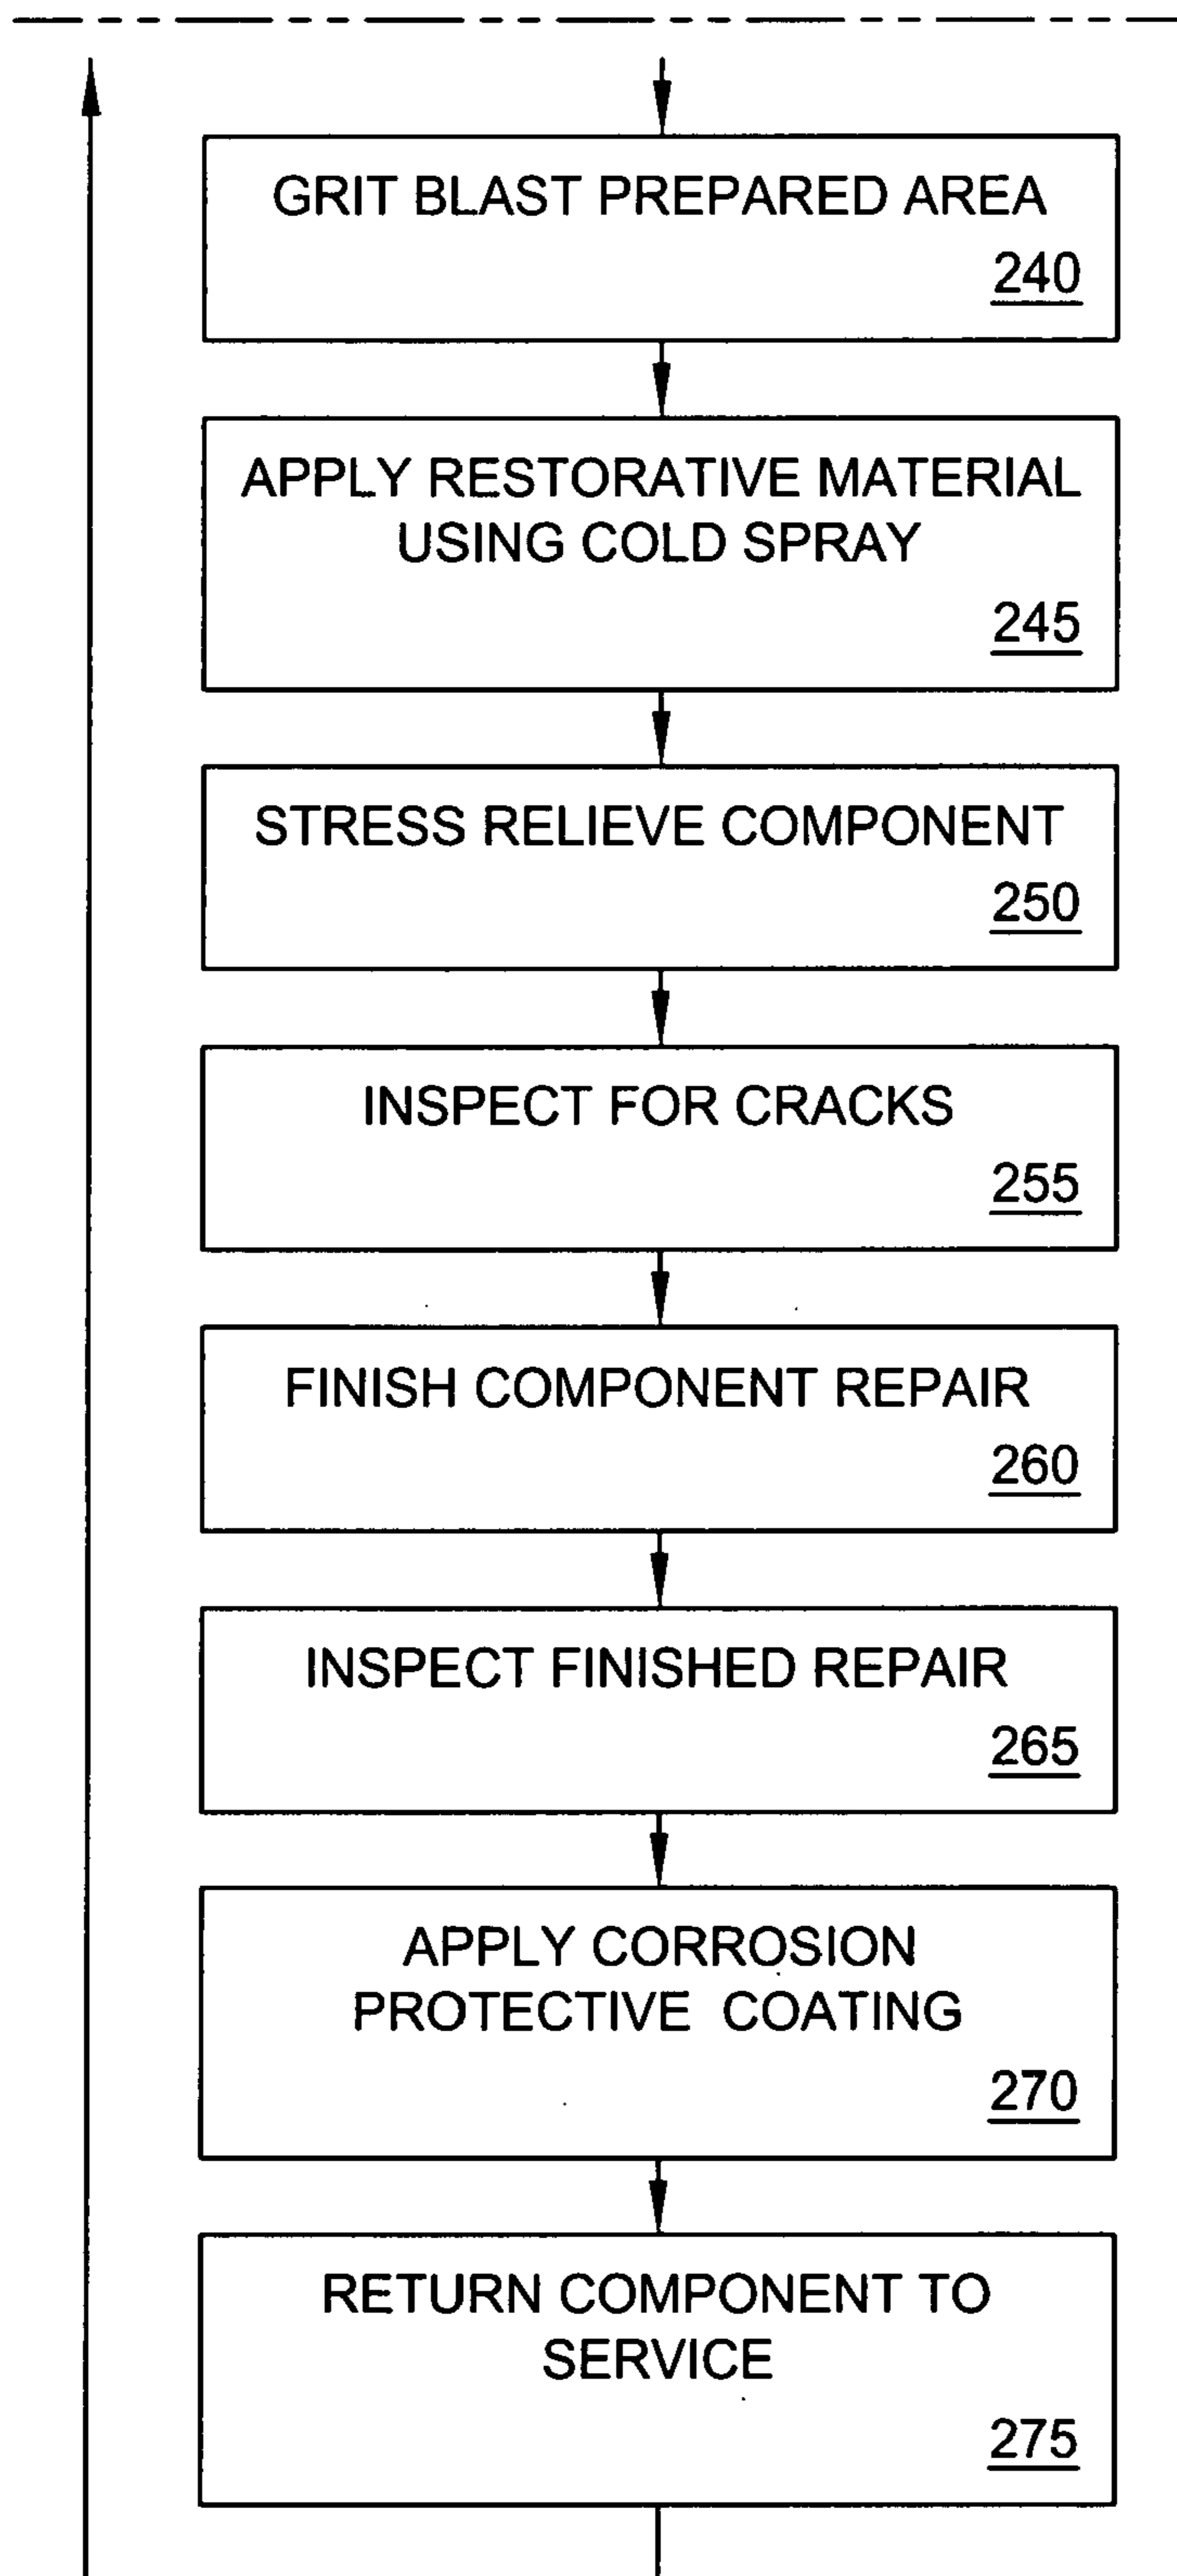 GRIT BLAST PREPARED AREA
240
APPLY RESTORATIVE MATERIAL
USING COLD SPRAY
245
STRESS RELIEVE COMPONENT
250
INSPECT FOR CRACKS
255
FINISH COMPONENT REPAIR
260
INSPECT FINISHED REPAIR
265
APPLY CORROSION
PROTECTIVE COATING
270
RETURN COMPONENT TO
SERVICE
275